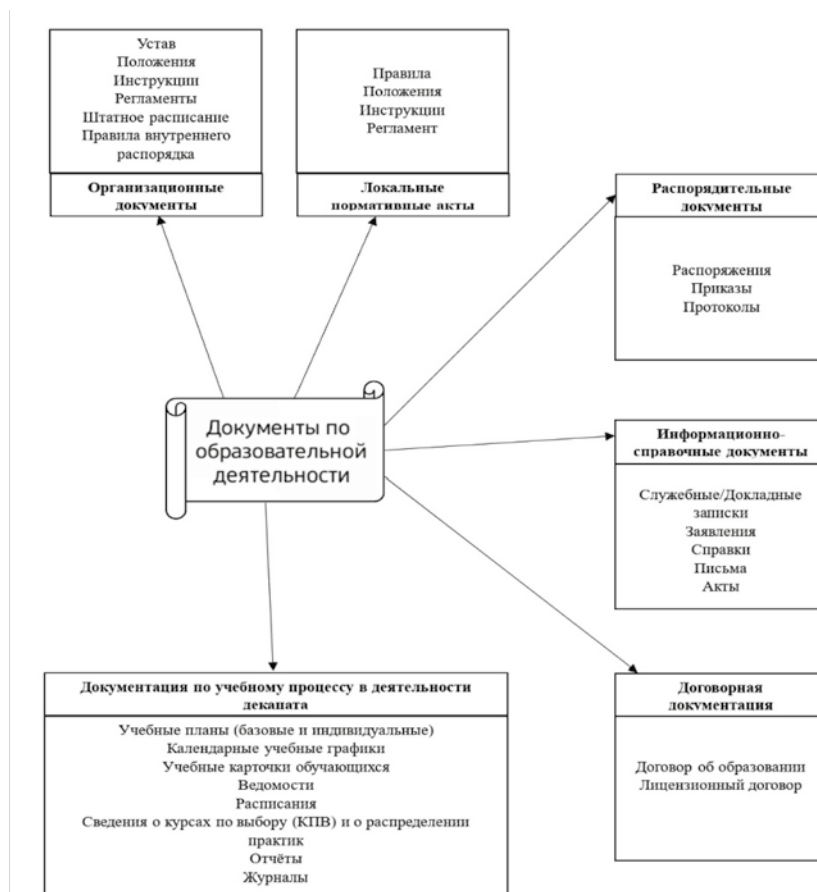 Устав
Положения
Инструкции
Регламенты
Штатное расписание
Правила внутреннего
распорядка
Организационные
документы
Правила
Положения
Инструкции
Регламент
Локальные
нормативные акты
Распорядительные
документы
Распоряжения
Приказы
Протоколы
Документы по
образовательной
деятельности
Информационно-
справочные документы
Служебные/Докладные
записки
Заявления
Справки
Письма
Акты
Документация по учебному процессу в деятельности
деканата
Учебные планы (базовые и индивидуальные)
Календарные учебные графики
Учебные карточки обучающихся
Ведомости
Расписания
Сведения о курсах по выбору (КПВ) и о распределении
практик
Отчёты
Журналы
Договорная
документация
Договор об образовании
Лицензионный договор